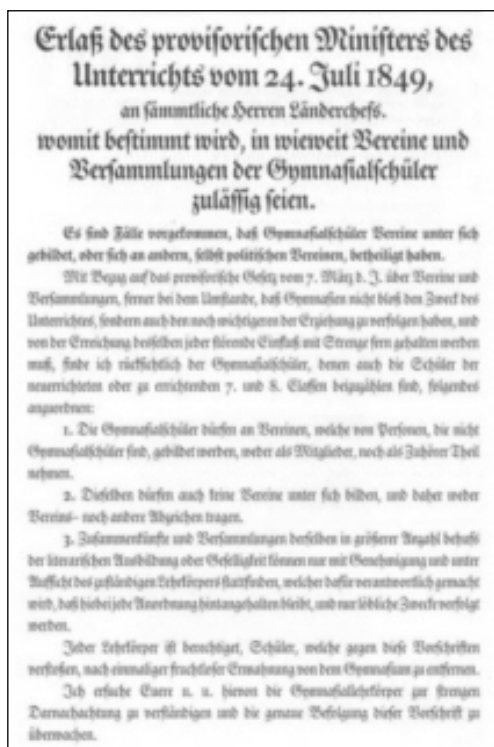 Erlaß des provisorischen Ministers des
Unterrichts vom 24. Juli 1849,
an sämmtliche Herren Länderchefs.
womit bestimmt wird, in wieweit Vereine und
Versammlungen der Gymnasialschüler
zulässig seien.
Es sind Fälle vorgekommen, daß Gymnasialschüler Vereine unter sich
gebildet, oder sich an andern, selbst politischen Vereinen, betheiligt haben.
Mit Bezug auf das provisorische Gesetz vom 7. März d. J. über Vereine und
Versammlungen, ferner bei dem Umstande, daß Gymnasien nicht bloß den Zweck des
Unterrichtes, sondern auch den noch wichtigeren der Erziehung zu verfolgen haben, und
von der Erreichung desselben jeder störende Einfluß mit Strenge fern gehalten werden
muß, finde ich rücksichtlich der Gymnasialschüler, denen auch die Schüler der
neuerrichteten oder zu errichtenden 7. und 8. Classen beizuzählen sind, folgendes
anzuordnen:
1. Die Gymnasialschüler dürfen an Vereinen, welche von Personen, die nicht
Gymnasialschüler sind, gebildet werden, weder als Mitglieder, noch als Zuhörer Theil
nehmen.
2. Dieselben dürfen auch keine Vereine unter sich bilden, und daher weder
Vereins- noch andere Abzeichen tragen.
3. Zusammenkünfte und Versammlungen derselben in größerer Anzahl behufs
der literarischen Ausbildung oder Geselligkeit können nur mit Genehmigung und unter
Aufsicht des zuständigen Lehrkörpers stattfinden, welcher dafür verantwortlich gemacht
wird, daß hiebei jede Anordnung hintangehalten bleibt, und nur löbliche Zwecke verfolgt
werden.
Jeder Lehrkörper ist berechtiget, Schüler, welche gegen diese Vorschriften
verstoßen, nach einmaliger fruchtloser Ermahnung von dem Gymnasium zu entfernen.
Ich ersuche Euere u. u. hievon die Gymnasiallehrkörper zur strengen
Darnachachtung zu verständigen und die genaue Befolgung dieser Vorschrift zu
überwachen.